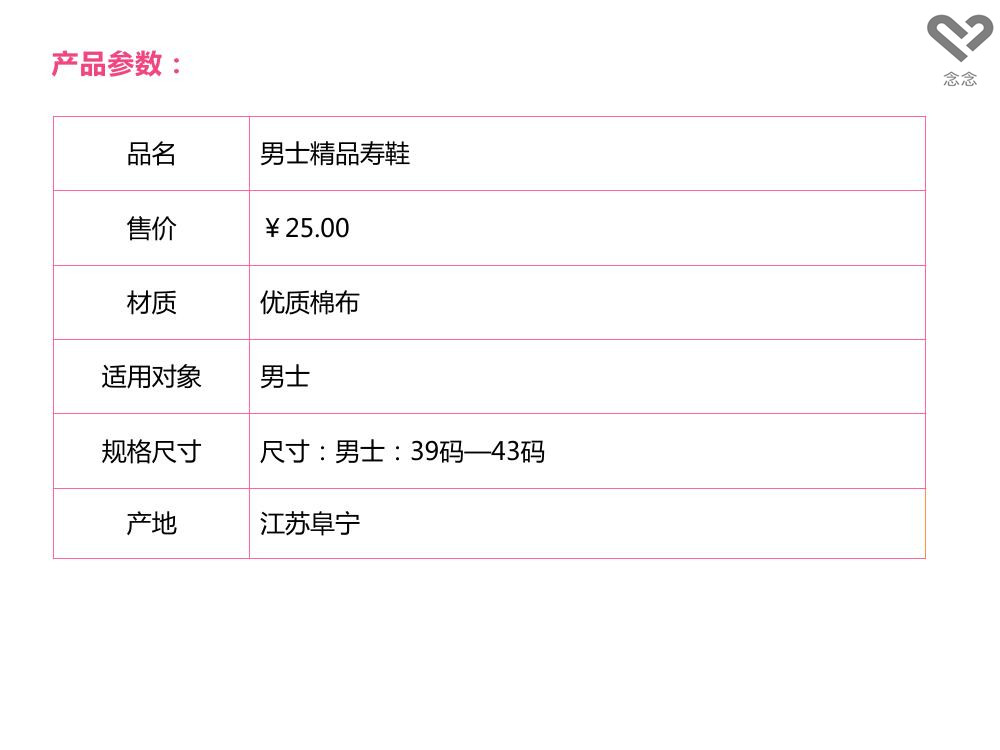 产品参数：
念念
品名 男士精品寿鞋
售价 ￥25.00
材质 优质棉布
适用对象 男士
规格尺寸 尺寸：男士：39码—43码
产地 江苏阜宁